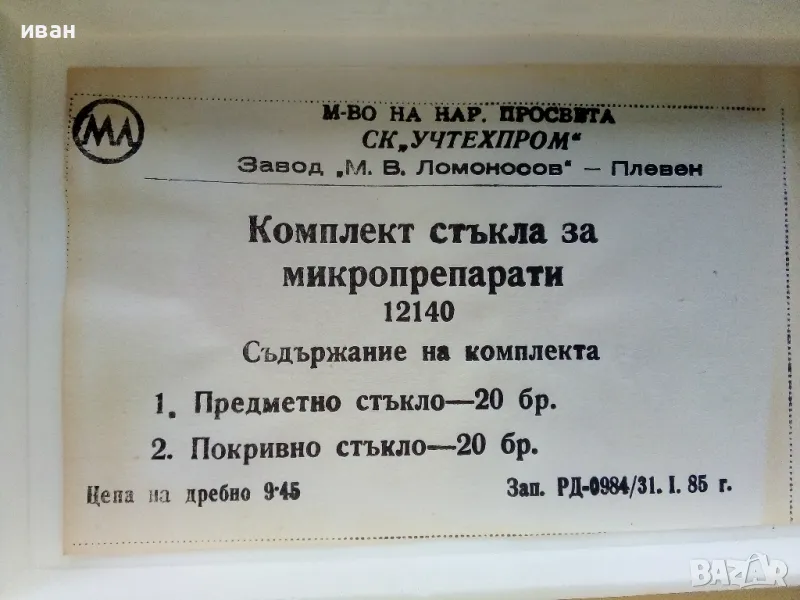 иван
МЛ
М-ВО НА НАР. ПРОСВЕТА
СК„УЧТЕХПРОМ“
Завод „М. В. Ломоносов“ — Плевен
Комплект стъкла за
микропрепарати
12140
Съдържание на комплекта
1. Предметно стъкло—20 бр.
2. Покривно стъкло—20 бр.
Цена на дребно 9·45 Зап. РД-0984/31. I. 85 г.
BAZAR